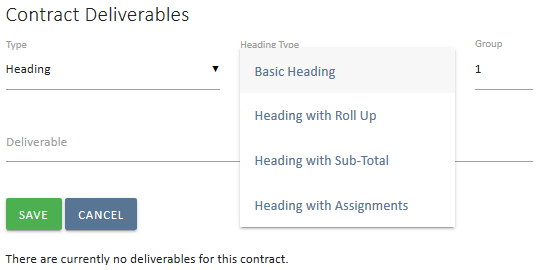 Contract Deliverables
Type Heading Type Group
Heading ▼ Basic Heading 1
Heading with Roll Up
Deliverable
Heading with Sub-Total
Heading with Assignments
SAVE CANCEL
There are currently no deliverables for this contract.